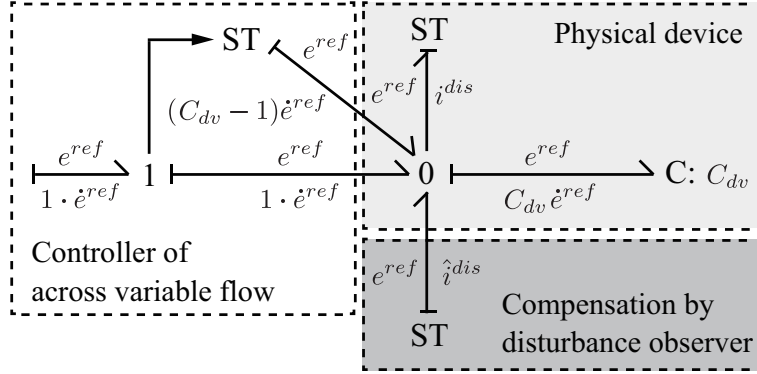 ST
e^{ref}
(C_{dv} − 1)ė^{ref}
e^{ref}
1 · ė^{ref}
1
e^{ref}
1 · ė^{ref}
Controller of
across variable flow
ST
Physical device
e^{ref} i^{dis}
0
e^{ref}
C_{dv} ė^{ref}
C: C_{dv}
e^{ref} î^{dis}
ST
Compensation by
disturbance observer